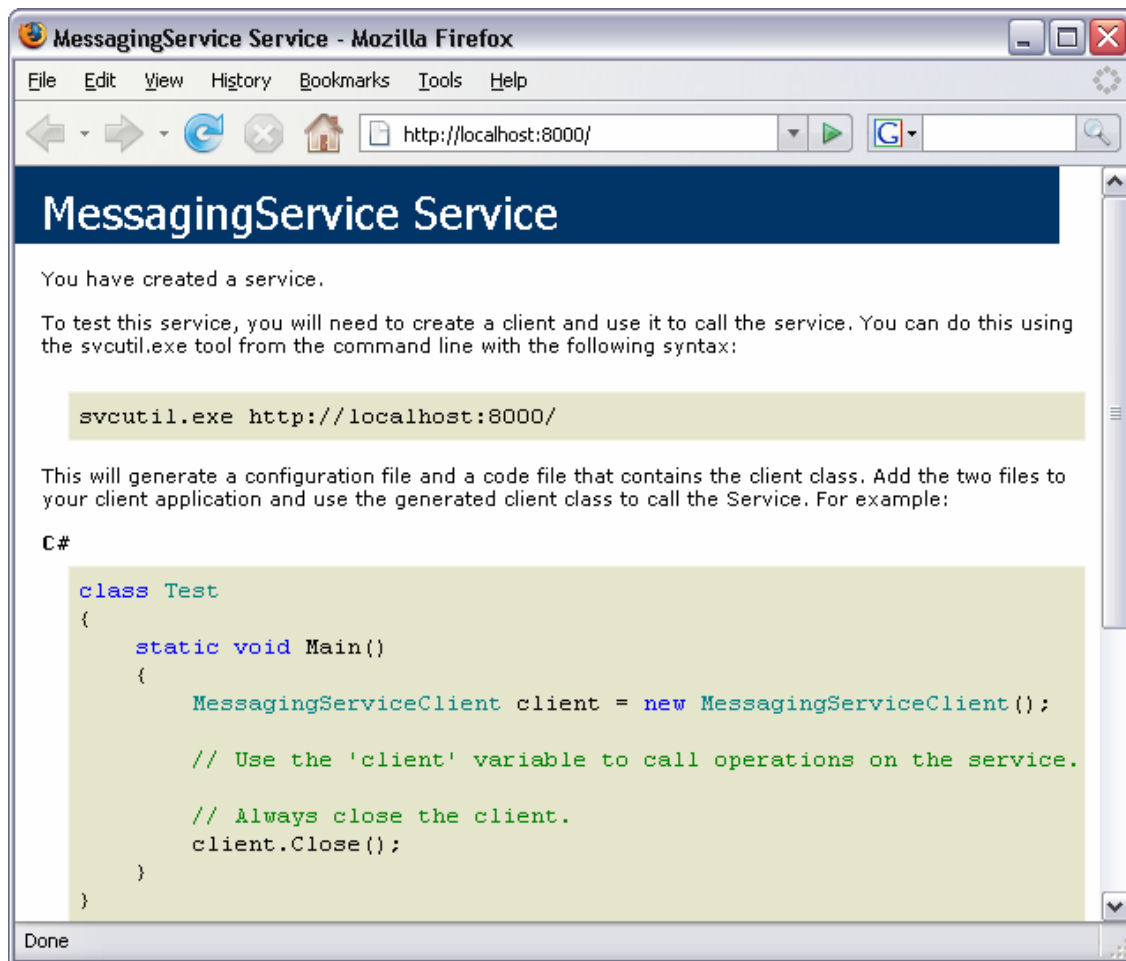 MessagingService Service - Mozilla Firefox
File Edit View History Bookmarks Tools Help
http://localhost:8000/
G
MessagingService Service
You have created a service.
To test this service, you will need to create a client and use it to call the service. You can do this using
the svcutil.exe tool from the command line with the following syntax:
svcutil.exe http://localhost:8000/
This will generate a configuration file and a code file that contains the client class. Add the two files to
your client application and use the generated client class to call the Service. For example:
C#
class Test
{
static void Main()
{
MessagingServiceClient client = new MessagingServiceClient();
// Use the 'client' variable to call operations on the service.
// Always close the client.
client.Close();
}
}
Done